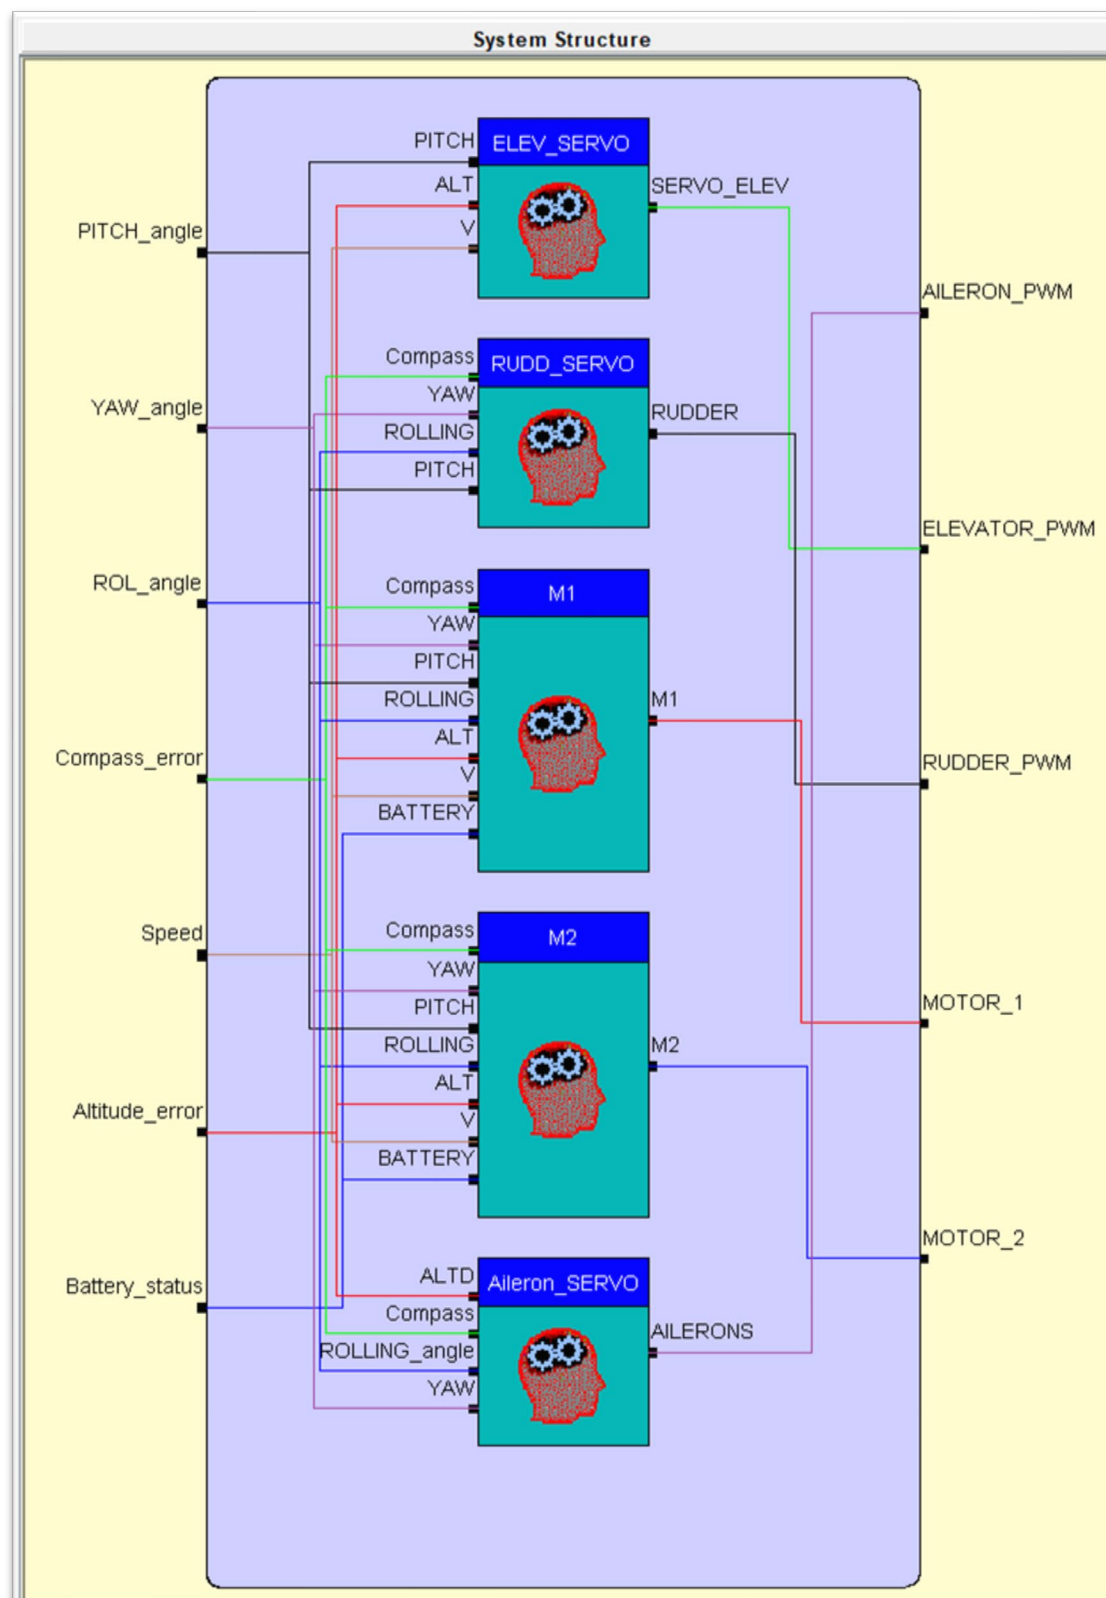 System Structure
PITCH_angle
YAW_angle
ROL_angle
Compass_error
Speed
Altitude_error
Battery_status
PITCH
ALT
V
ELEV_SERVO
SERVO_ELEV
Compass
YAW
ROLLING
PITCH
RUDD_SERVO
RUDDER
Compass
YAW
PITCH
ROLLING
ALT
V
BATTERY
M1
M1
Compass
YAW
PITCH
ROLLING
ALT
V
BATTERY
M2
M2
ALTD
Compass
ROLLING_angle
YAW
Aileron_SERVO
AILERONS
AILERON_PWM
ELEVATOR_PWM
RUDDER_PWM
MOTOR_1
MOTOR_2